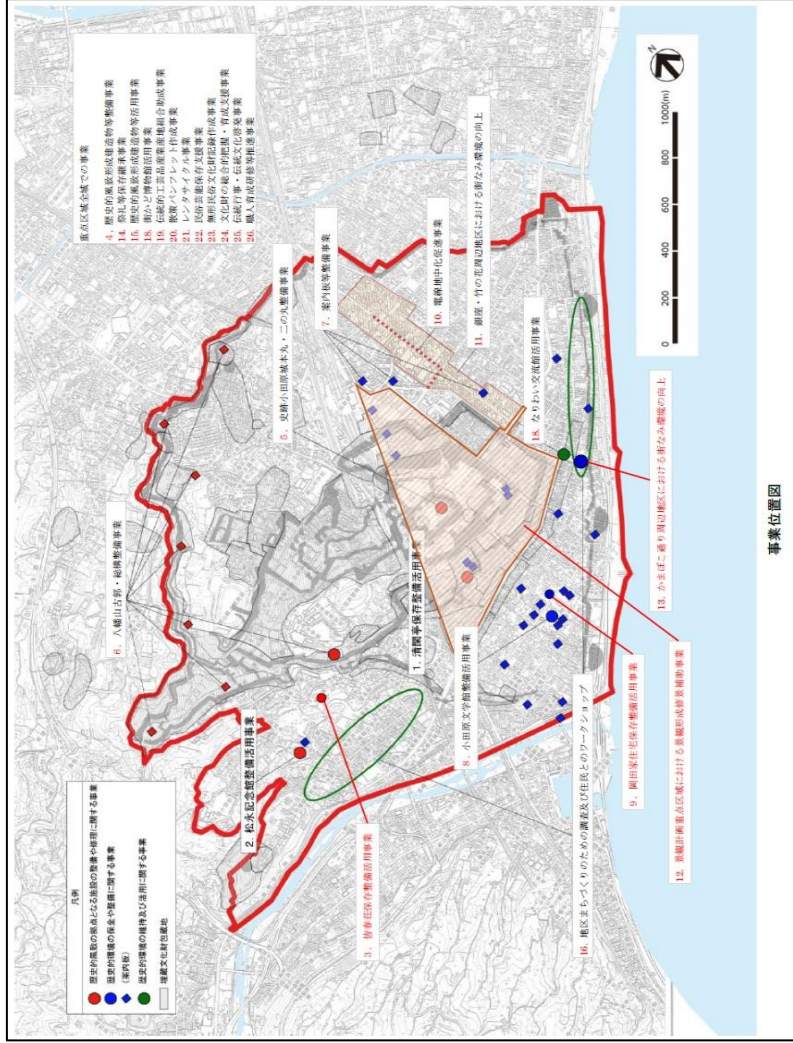 凡例
歴史的風致の拠点となる施設の整備や修理に関する事業
歴史的環境の保全や整備に関する事業
(案内板)
歴史的環境の維持及び活用に関する事業
埋蔵文化財包蔵地
重点区域全域での事業
4. 歴史的風致形成建造物等整備事業
14. 祭礼等保存継承事業
15. 歴史的風致形成建造物等活用事業
18. 街かど博物館活用事業
19. 伝統的工芸品産業産地組合助成事業
20. 散策パンフレット作成事業
21. レンタサイクル事業
22. 民俗芸能保存支援事業
23. 無形民俗文化財記録作成事業
24. 文化財の総合的把握・育成支援事業
25. 伝統行事・伝統文化啓発事業
26. 職人育成研修等推進事業
6. 八幡山古郭・総構整備事業
5. 史跡小田原城本丸・二の丸整備事業
7. 案内板等整備事業
10. 電線地中化促進事業
11. 銀座・竹の花周辺地区における街なみ環境の向上
2. 松永記念館整備活用事業
1. 清閑亭保存整備活用事業
18. なりわい交流館活用事業
3. 皆春荘保存整備活用事業
8. 小田原文学館整備活用事業
16. 地区まちづくりのための調査及び住民とのワークショップ
9. 岡田家住宅保存整備活用事業
12. 景観計画重点区域における景観形成修景補助事業
13. かまぼこ通り周辺地区における街なみ環境の向上
N
0 200 400 600 800 1000(m)
事業位置図